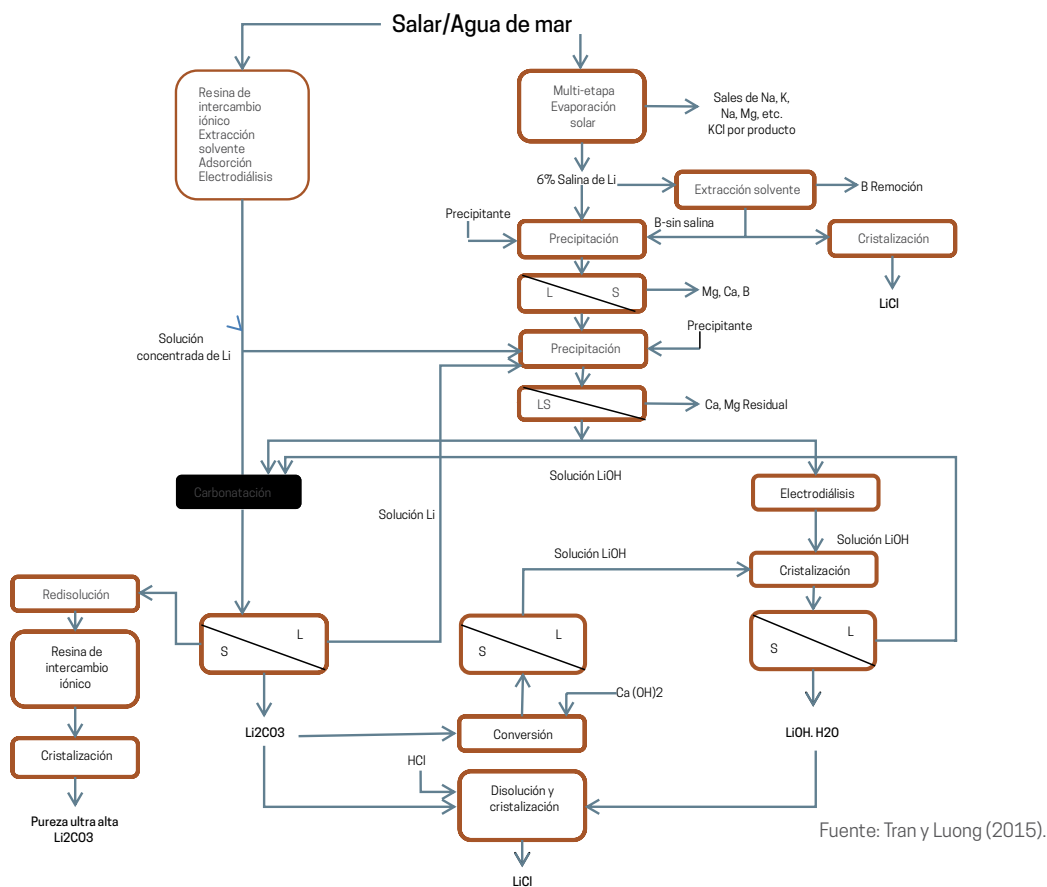 Salar/Agua de mar
Resina de
intercambio
iónico
Extracción
solvente
Adsorción
Electrodiálisis
Multi-etapa
Evaporación
solar
Sales de Na, K,
Na, Mg, etc.
KCl por producto
6% Salina de Li
Extracción solvente
B Remoción
Precipitante
B-sin salina
Precipitación
Cristalización
L
S
Mg, Ca, B
LiCl
Solución
concentrada de Li
Precipitante
Precipitación
LS
Ca, Mg Residual
Carbonatación
Solución LiOH
Electrodiálisis
Solución Li
Solución LiOH
Solución LiOH
Cristalización
Redisolución
L
S
L
S
L
S
Resina de
intercambio
iónico
Ca (OH)2
Li2CO3
Conversión
LiOH. H2O
Cristalización
HCl
Disolución y
cristalización
Pureza ultra alta
Li2CO3
Fuente: Tran y Luong (2015).
LiCl